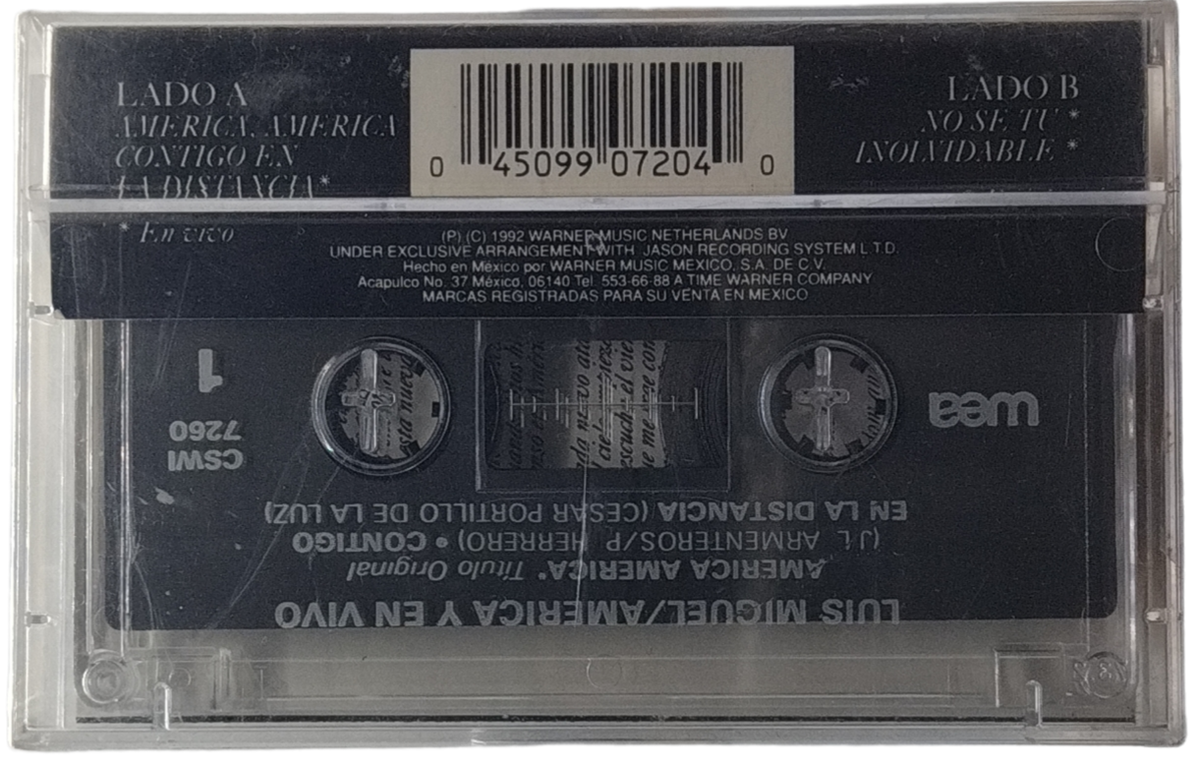 LADO A
AMERICA, AMERICA
CONTIGO EN
LA DISTANCIA*
* En vivo
0 45099 07204 0
LADO B
NO SE TU *
INOLVIDABLE *
(P) (C) 1992 WARNER MUSIC NETHERLANDS BV
UNDER EXCLUSIVE ARRANGEMENT WITH JASON RECORDING SYSTEM L.T.D.
Hecho en México por WARNER MUSIC MEXICO, S.A. DE C.V.
Acapulco No. 37 México, 06140 Tel. 553-66-88 A TIME WARNER COMPANY
MARCAS REGISTRADAS PARA SU VENTA EN MEXICO
LUIS MIGUEL/AMERICA Y EN VIVO
AMERICA AMERICA" Título Original
(J.L. ARMENTEROS/P. HERRERO) • CONTIGO
EN LA DISTANCIA (CESAR PORTILLO DE LA LUZ)
wea
CSWI
7260
1